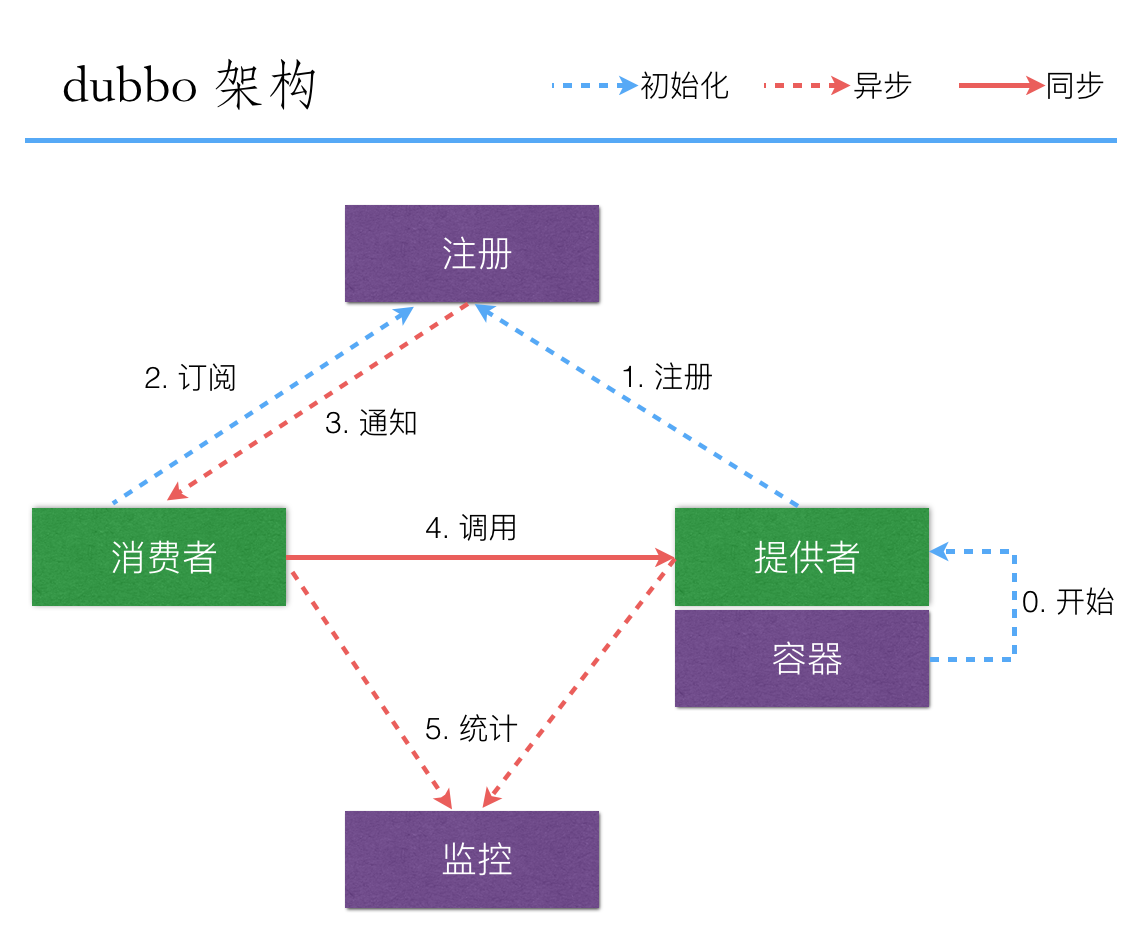 dubbo 架构
初始化
异步
同步
注册
2. 订阅
1. 注册
3. 通知
4. 调用
消费者
提供者
0. 开始
容器
5. 统计
监控